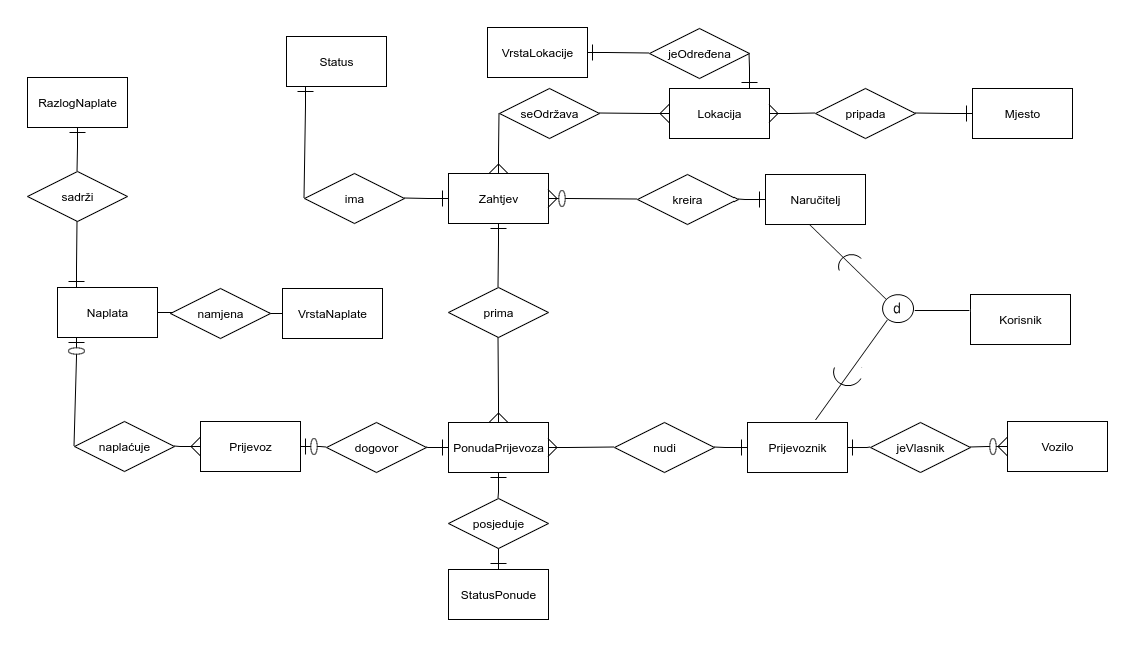 VrstaLokacije
jeOdređena
Status
RazlogNaplate
seOdržava
Lokacija
pripada
Mjesto
sadrži
ima
Zahtjev
kreira
Naručitelj
Naplata
namjena
VrstaNaplate
prima
d
Korisnik
naplaćuje
Prijevoz
dogovor
PonudaPrijevoza
nudi
Prijevoznik
jeVlasnik
Vozilo
posjeduje
StatusPonude